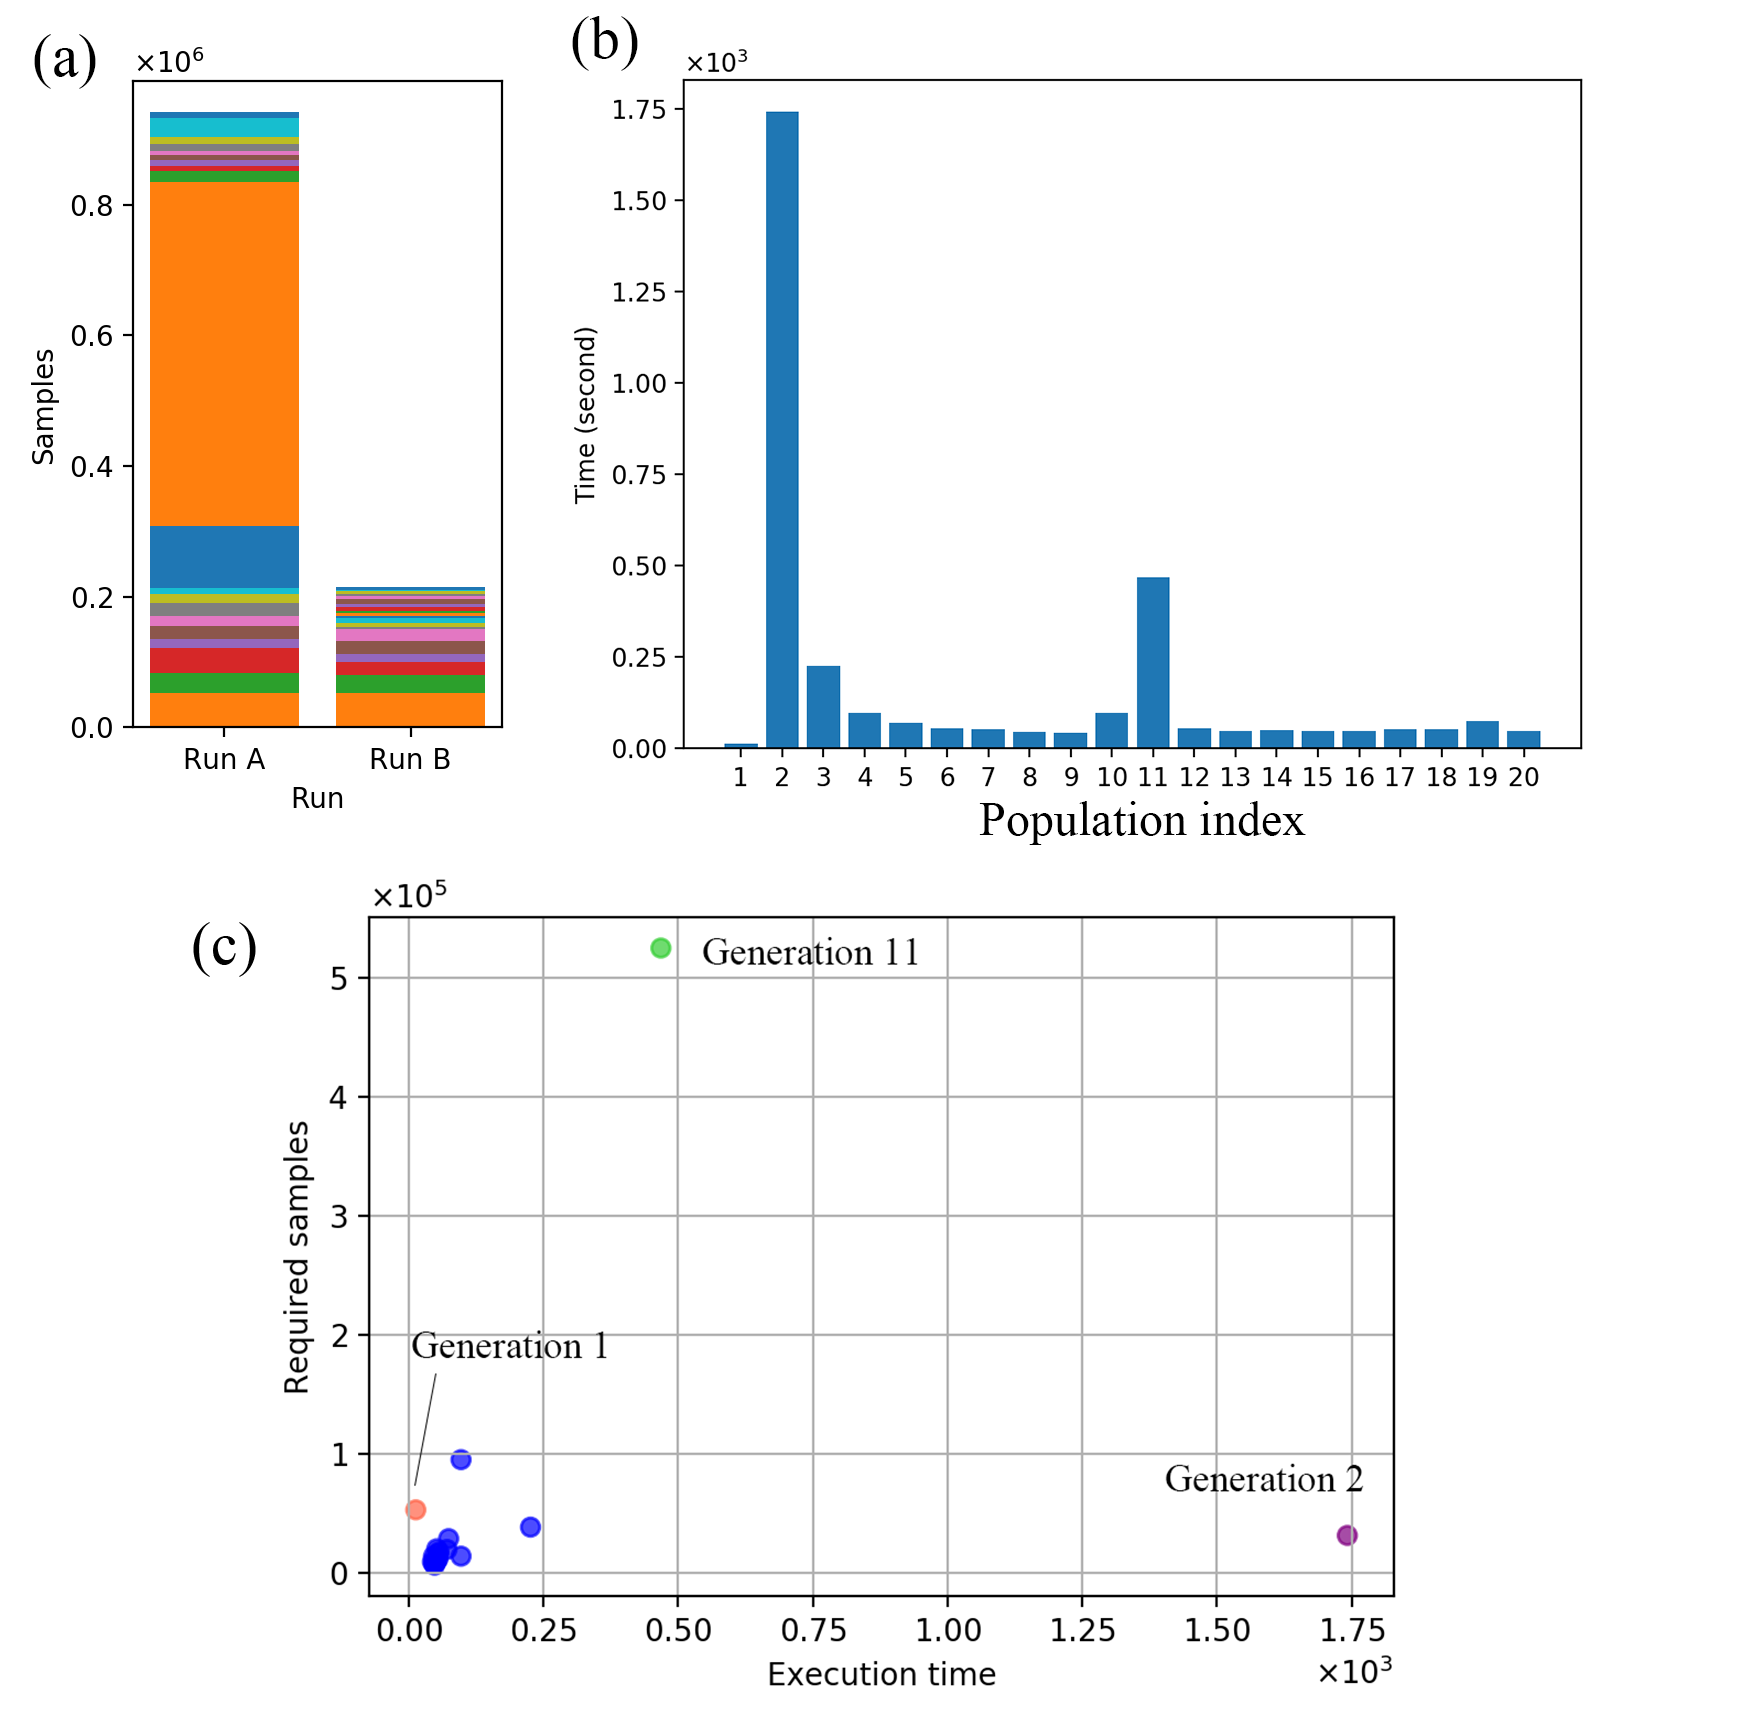 (a)
×10⁶
0.8
0.6
0.4
0.2
0.0
Samples
Run A Run B
Run
(b)
×10³
1.75
1.50
1.25
1.00
0.75
0.50
0.25
0.00
Time (second)
1 2 3 4 5 6 7 8 9 10 11 12 13 14 15 16 17 18 19 20
Population index
(c)
×10⁵
Generation 11
5
4
3
2
1
0
Required samples
Generation 1
Generation 2
0.00 0.25 0.50 0.75 1.00 1.25 1.50 1.75
×10³
Execution time